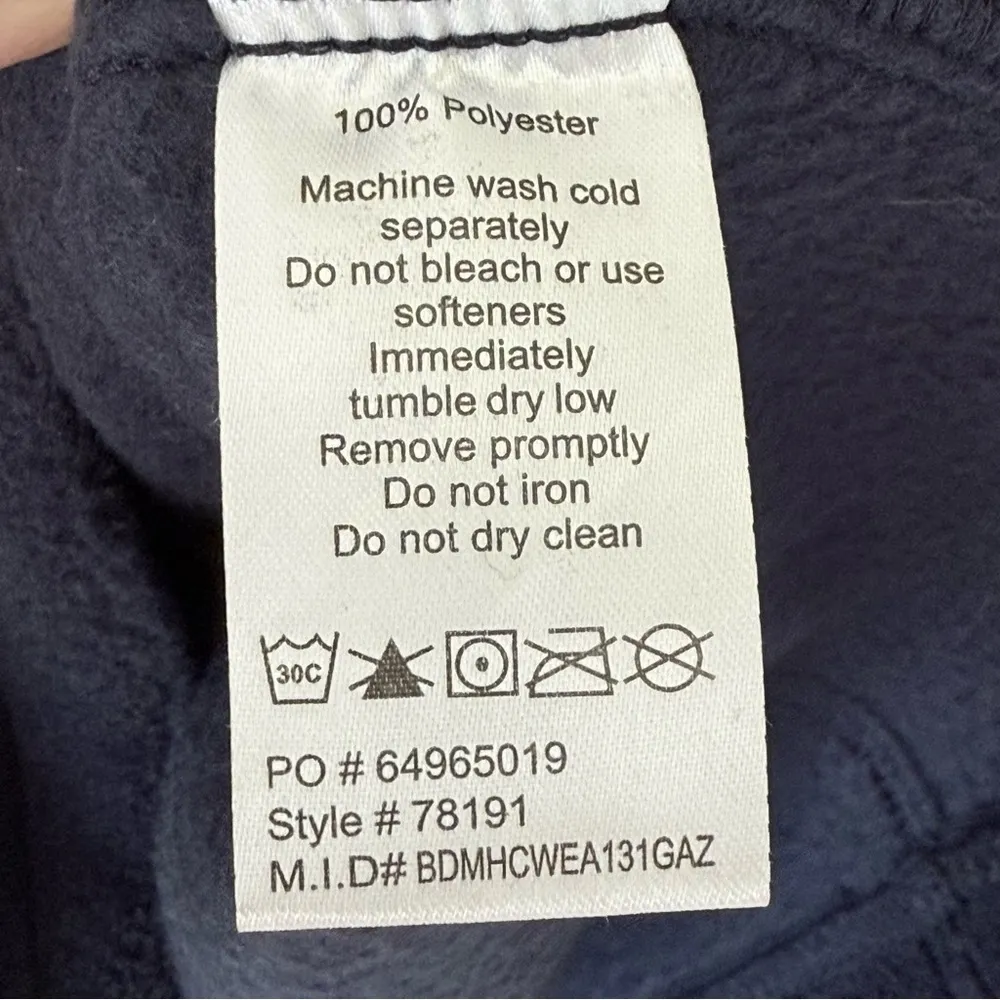 100% Polyester
Machine wash cold
separately
Do not bleach or use
softeners
Immediately
tumble dry low
Remove promptly
Do not iron
Do not dry clean
30C
PO # 64965019
Style # 78191
M.I.D# BDMHCWEA131GAZ